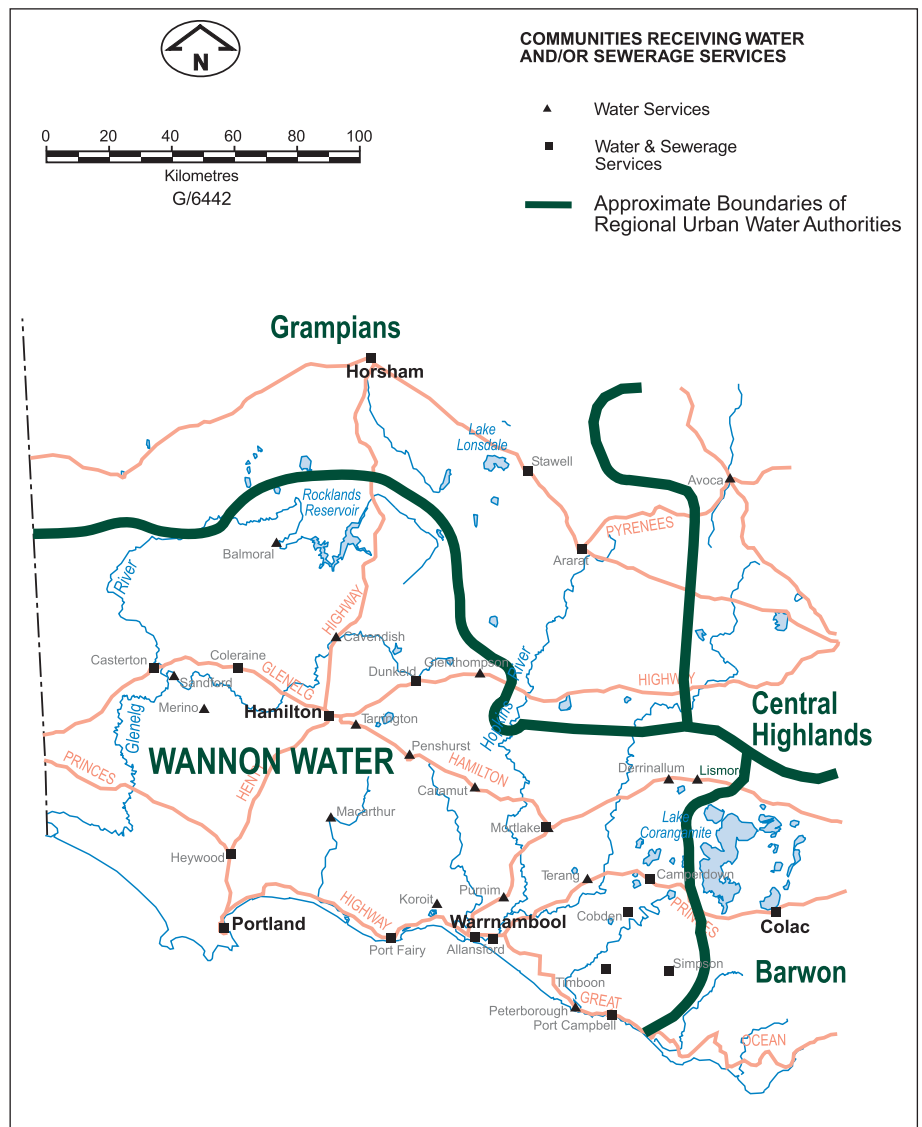 N
COMMUNITIES RECEIVING WATER
AND/OR SEWERAGE SERVICES
Water Services
Water & Sewerage
Services
Approximate Boundaries of
Regional Urban Water Authorities
0 20 40 60 80 100
Kilometres
G/6442
Grampians
Horsham
Lake
Lonsdale
Stawell
Avoca
Rocklands
Reservoir
PYRENEES
Balmoral
Ararat
River
HIGHWAY
Cavendish
Casterton
Coleraine
GLENELG
Dunkeld
Glenthompson
River
Sandford
HIGHWAY
Merino
Hamilton
Tarrington
Glenelg
Hopkins
Central
Highlands
WANNON WATER
Penshurst
PRINCES
HENTY
HAMILTON
Derrinallum
Lismore
Caramut
Macarthur
Mortlake
Lake
Corangamite
Heywood
Terang
Camperdown
Koroit
Purnim
PRINCES
Portland
HIGHWAY
Warrnambool
Cobden
Colac
Port Fairy
Allansford
Timboon
Simpson
Barwon
GREAT
Peterborough
Port Campbell
OCEAN